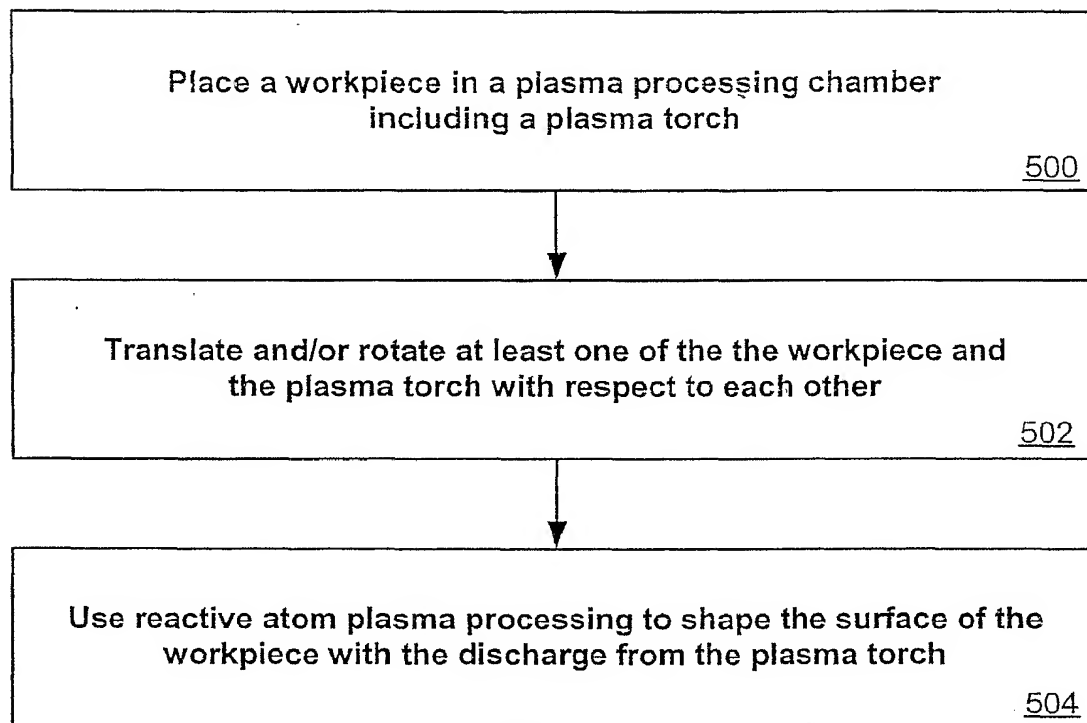 Place a workpiece in a plasma processing chamber
including a plasma torch
500
Translate and/or rotate at least one of the the workpiece and
the plasma torch with respect to each other
502
Use reactive atom plasma processing to shape the surface of the
workpiece with the discharge from the plasma torch
504